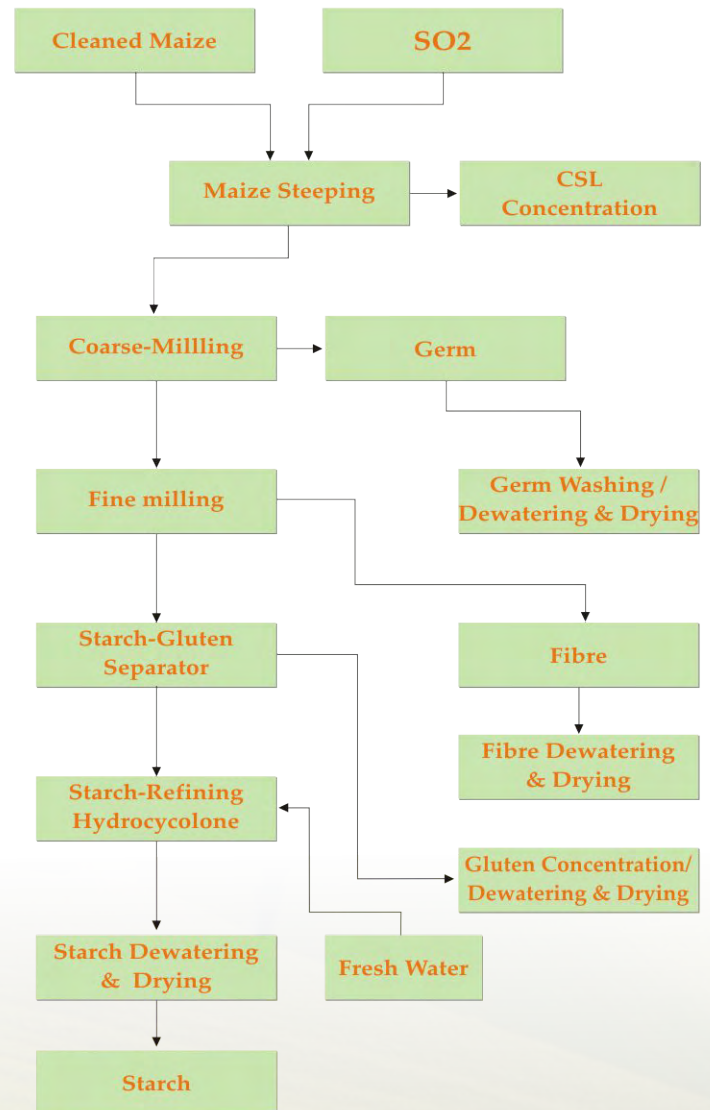 Cleaned Maize
SO2
Maize Steeping
CSL
Concentration
Coarse-Millling
Germ
Fine milling
Germ Washing /
Dewatering & Drying
Starch-Gluten
Separator
Fibre
Starch-Refining
Hydrocycolone
Fibre Dewatering
& Drying
Gluten Concentration/
Dewatering & Drying
Starch Dewatering
& Drying
Fresh Water
Starch